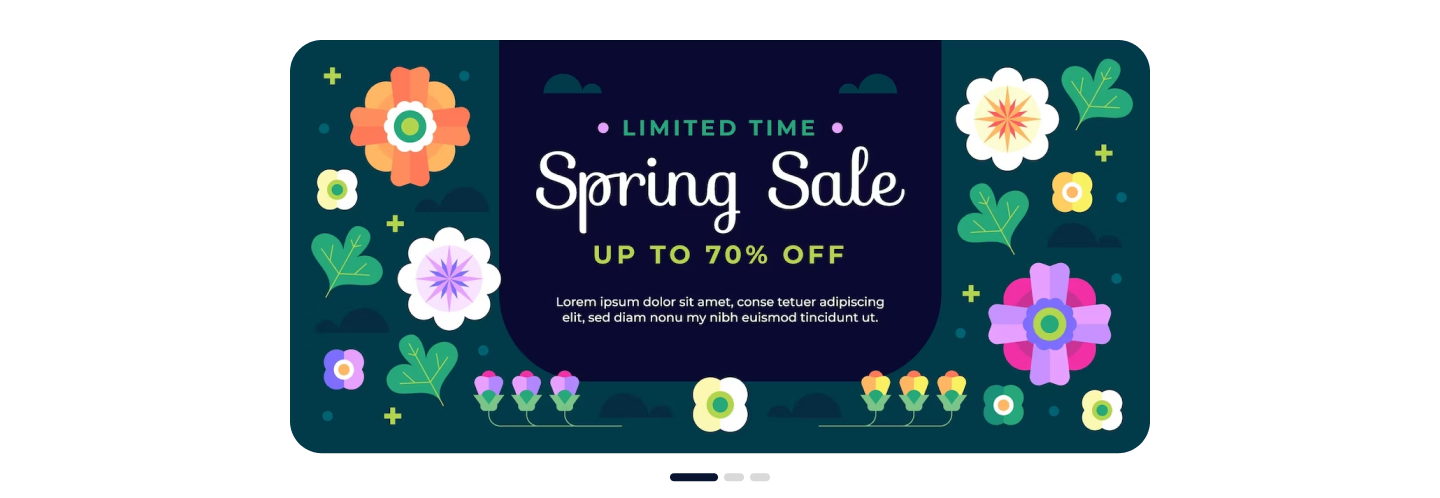 LIMITED TIME
Spring Sale
UP TO 70% OFF
Lorem ipsum dolor sit amet, conse tetuer adipiscing
elit, sed diam nonu my nibh euismod tincidunt ut.